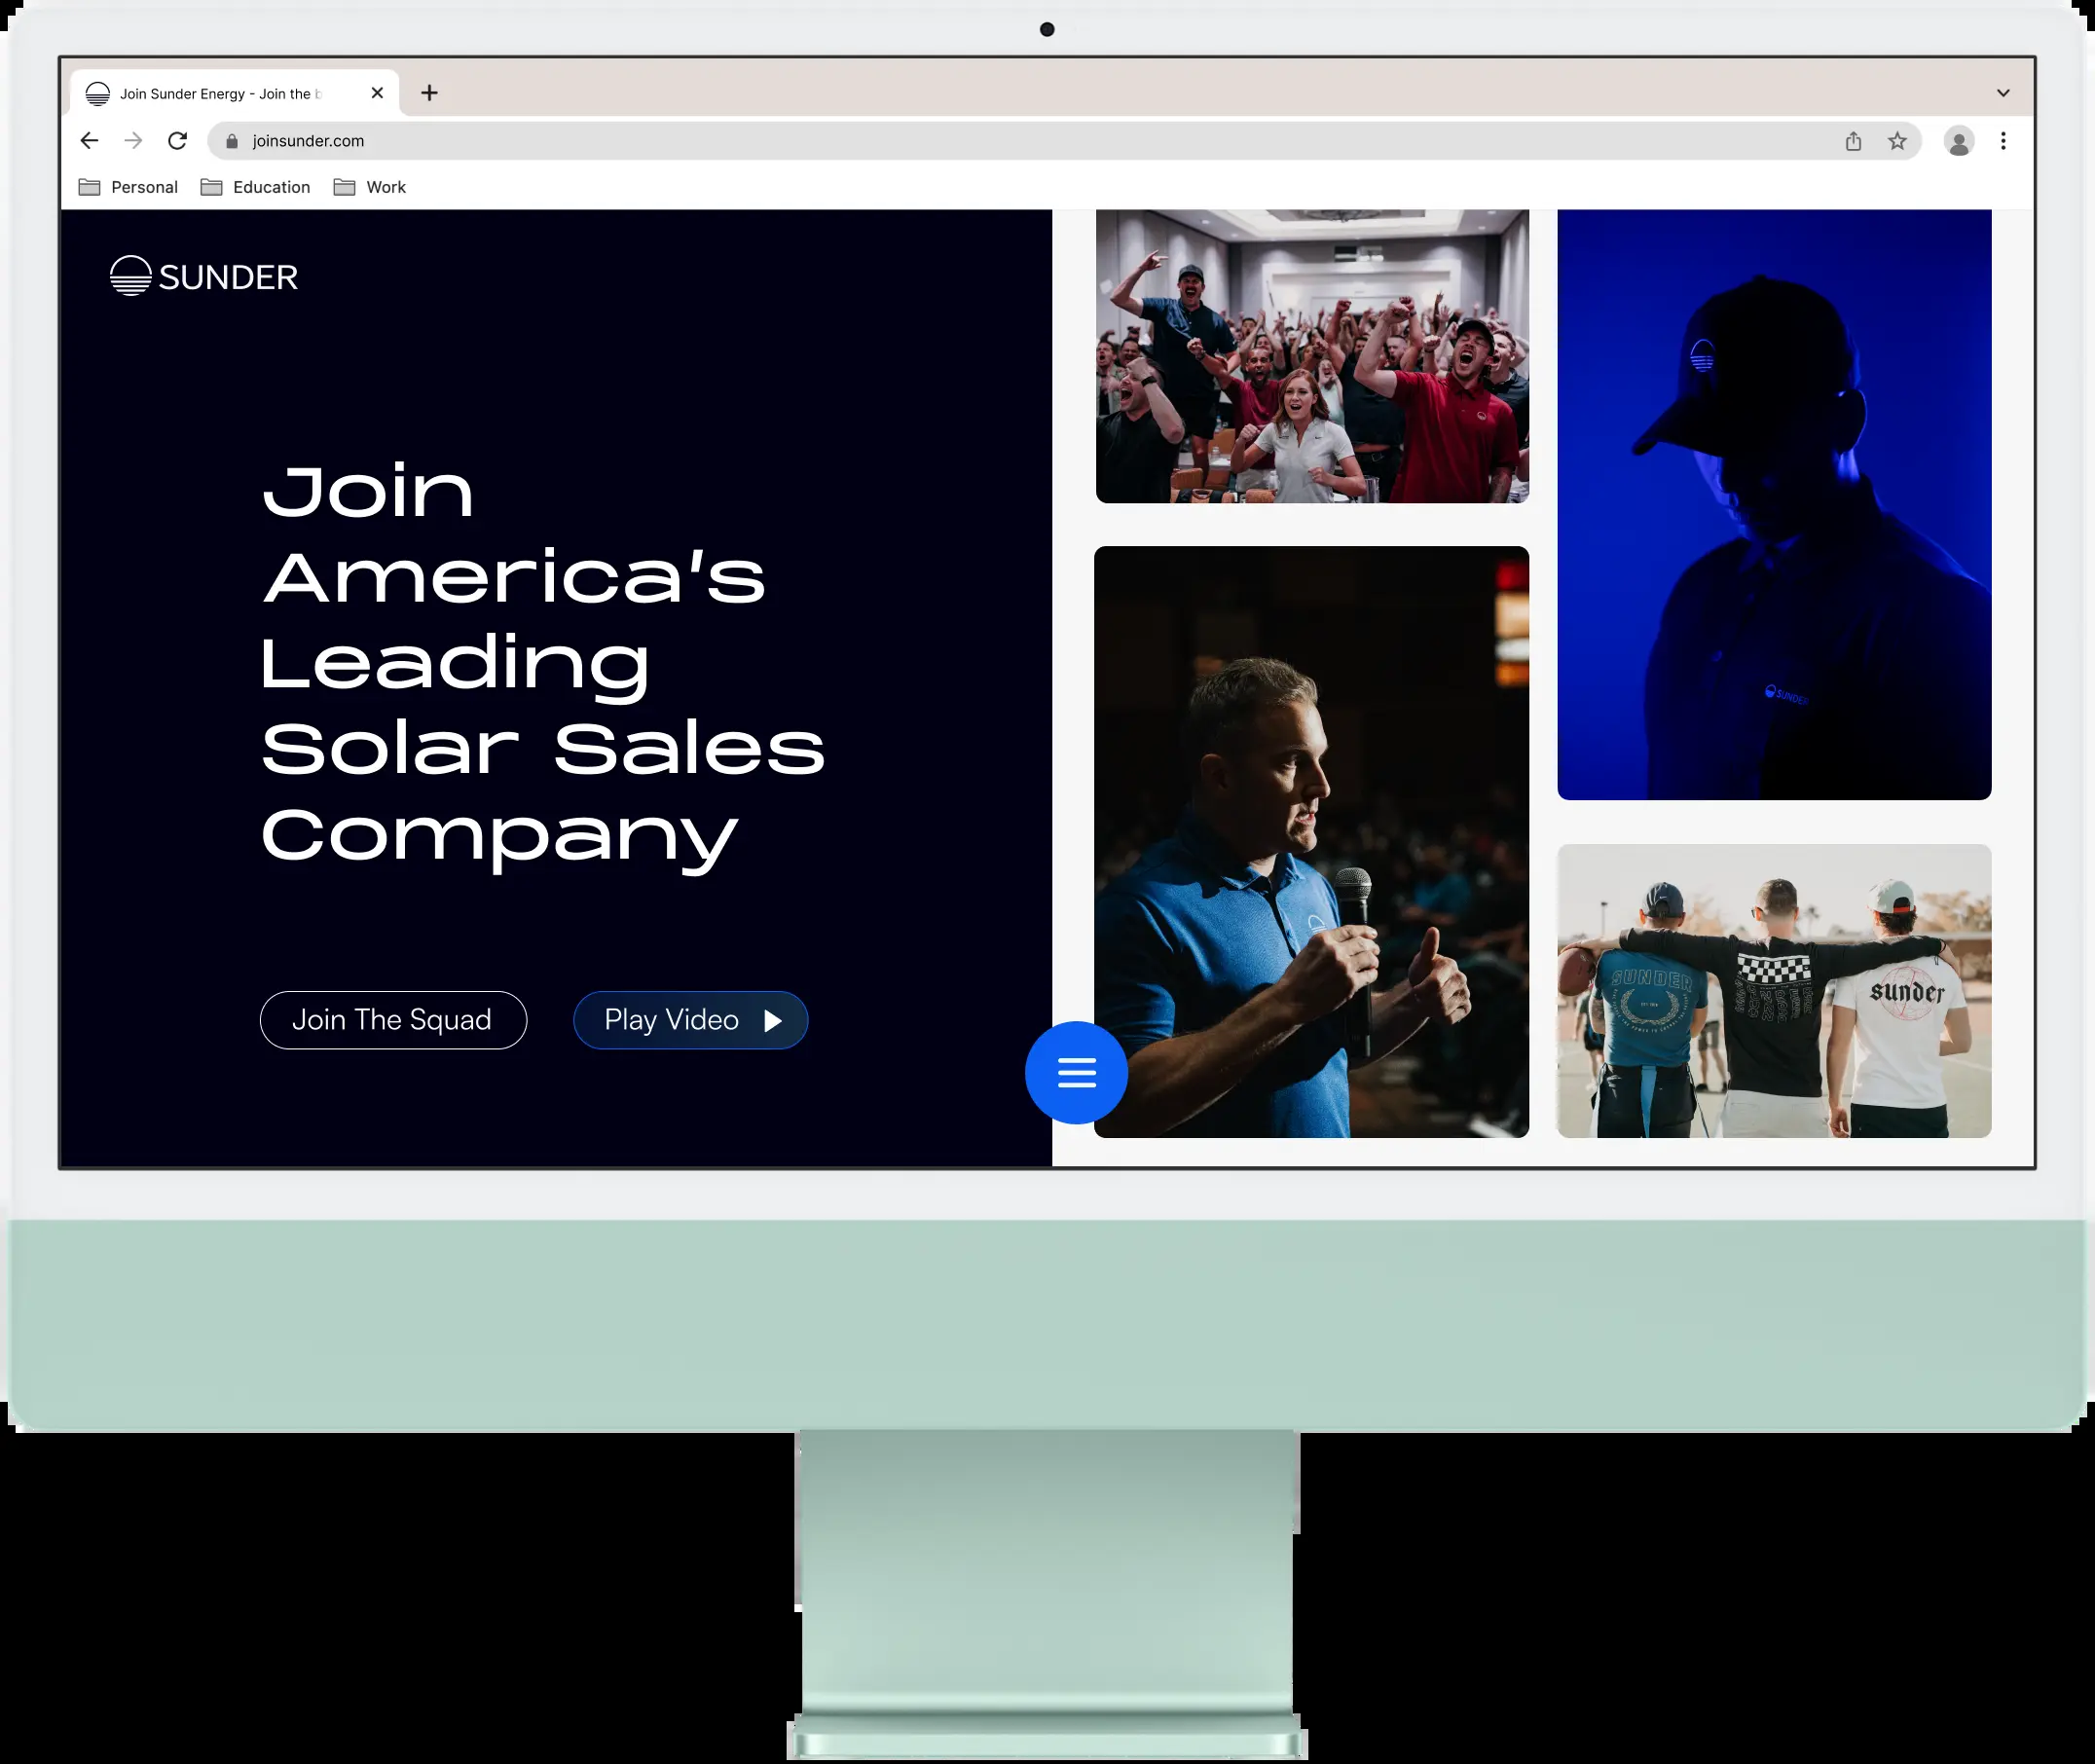 Join Sunder Energy - Join the b
joinsunder.com
Personal
Education
Work
SUNDER
Join
America's
Leading
Solar Sales
Company
Join The Squad
Play Video
SUNDER
SUNDER
sunder